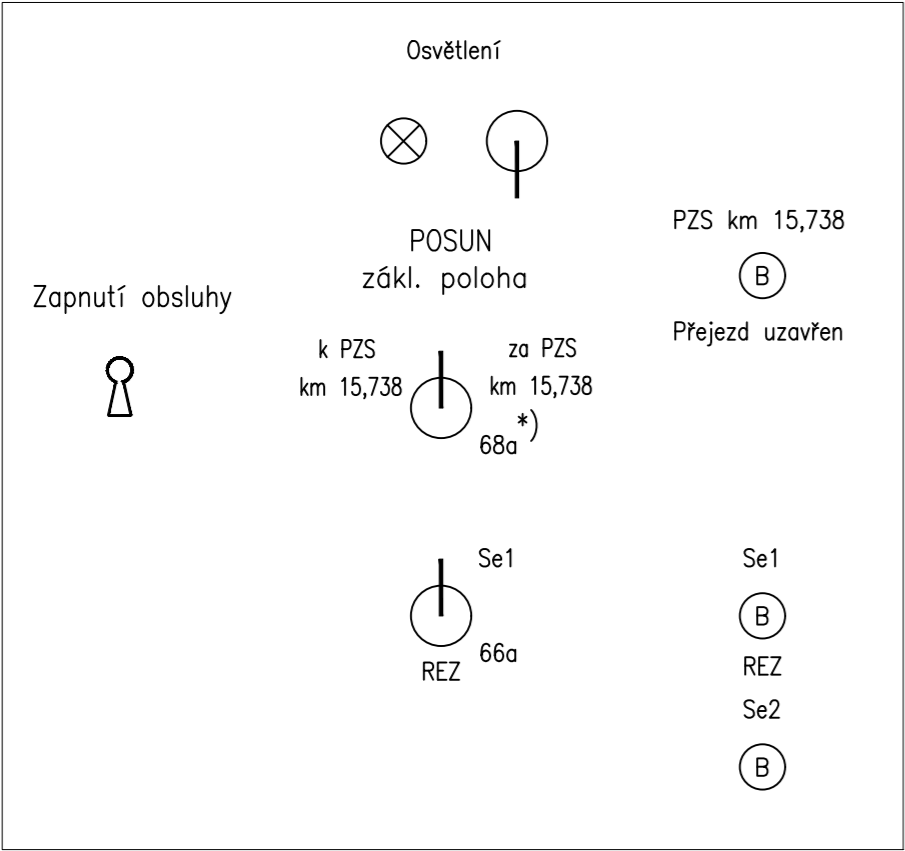 Osvětlení
PZS km 15,738
B
Přejezd uzavřen
POSUN
zákl. poloha
Zapnutí obsluhy
k PZS
km 15,738
za PZS
km 15,738
*)
68a
Se1
66a
REZ
Se1
B
REZ
Se2
B